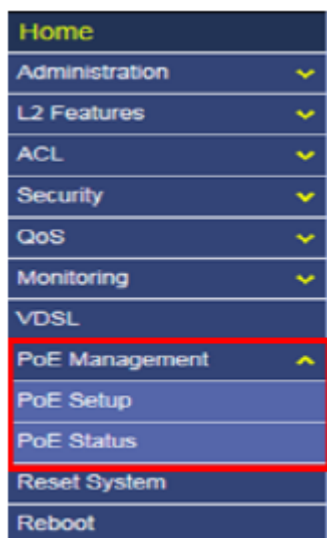 Home
Administration
L2 Features
ACL
Security
QoS
Monitoring
VDSL
PoE Management
PoE Setup
PoE Status
Reset System
Reboot